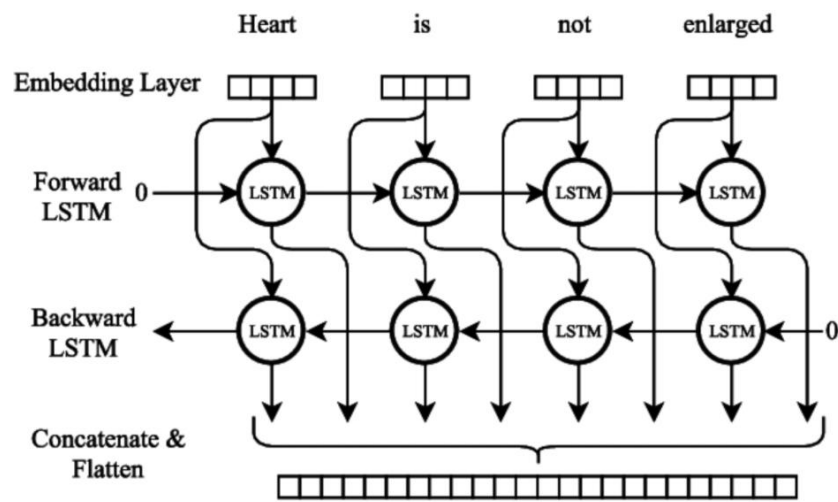 Heart is not enlarged
Embedding Layer
Forward 0 LSTM LSTM LSTM LSTM
LSTM
Backward LSTM LSTM LSTM LSTM 0
LSTM
Concatenate &
Flatten